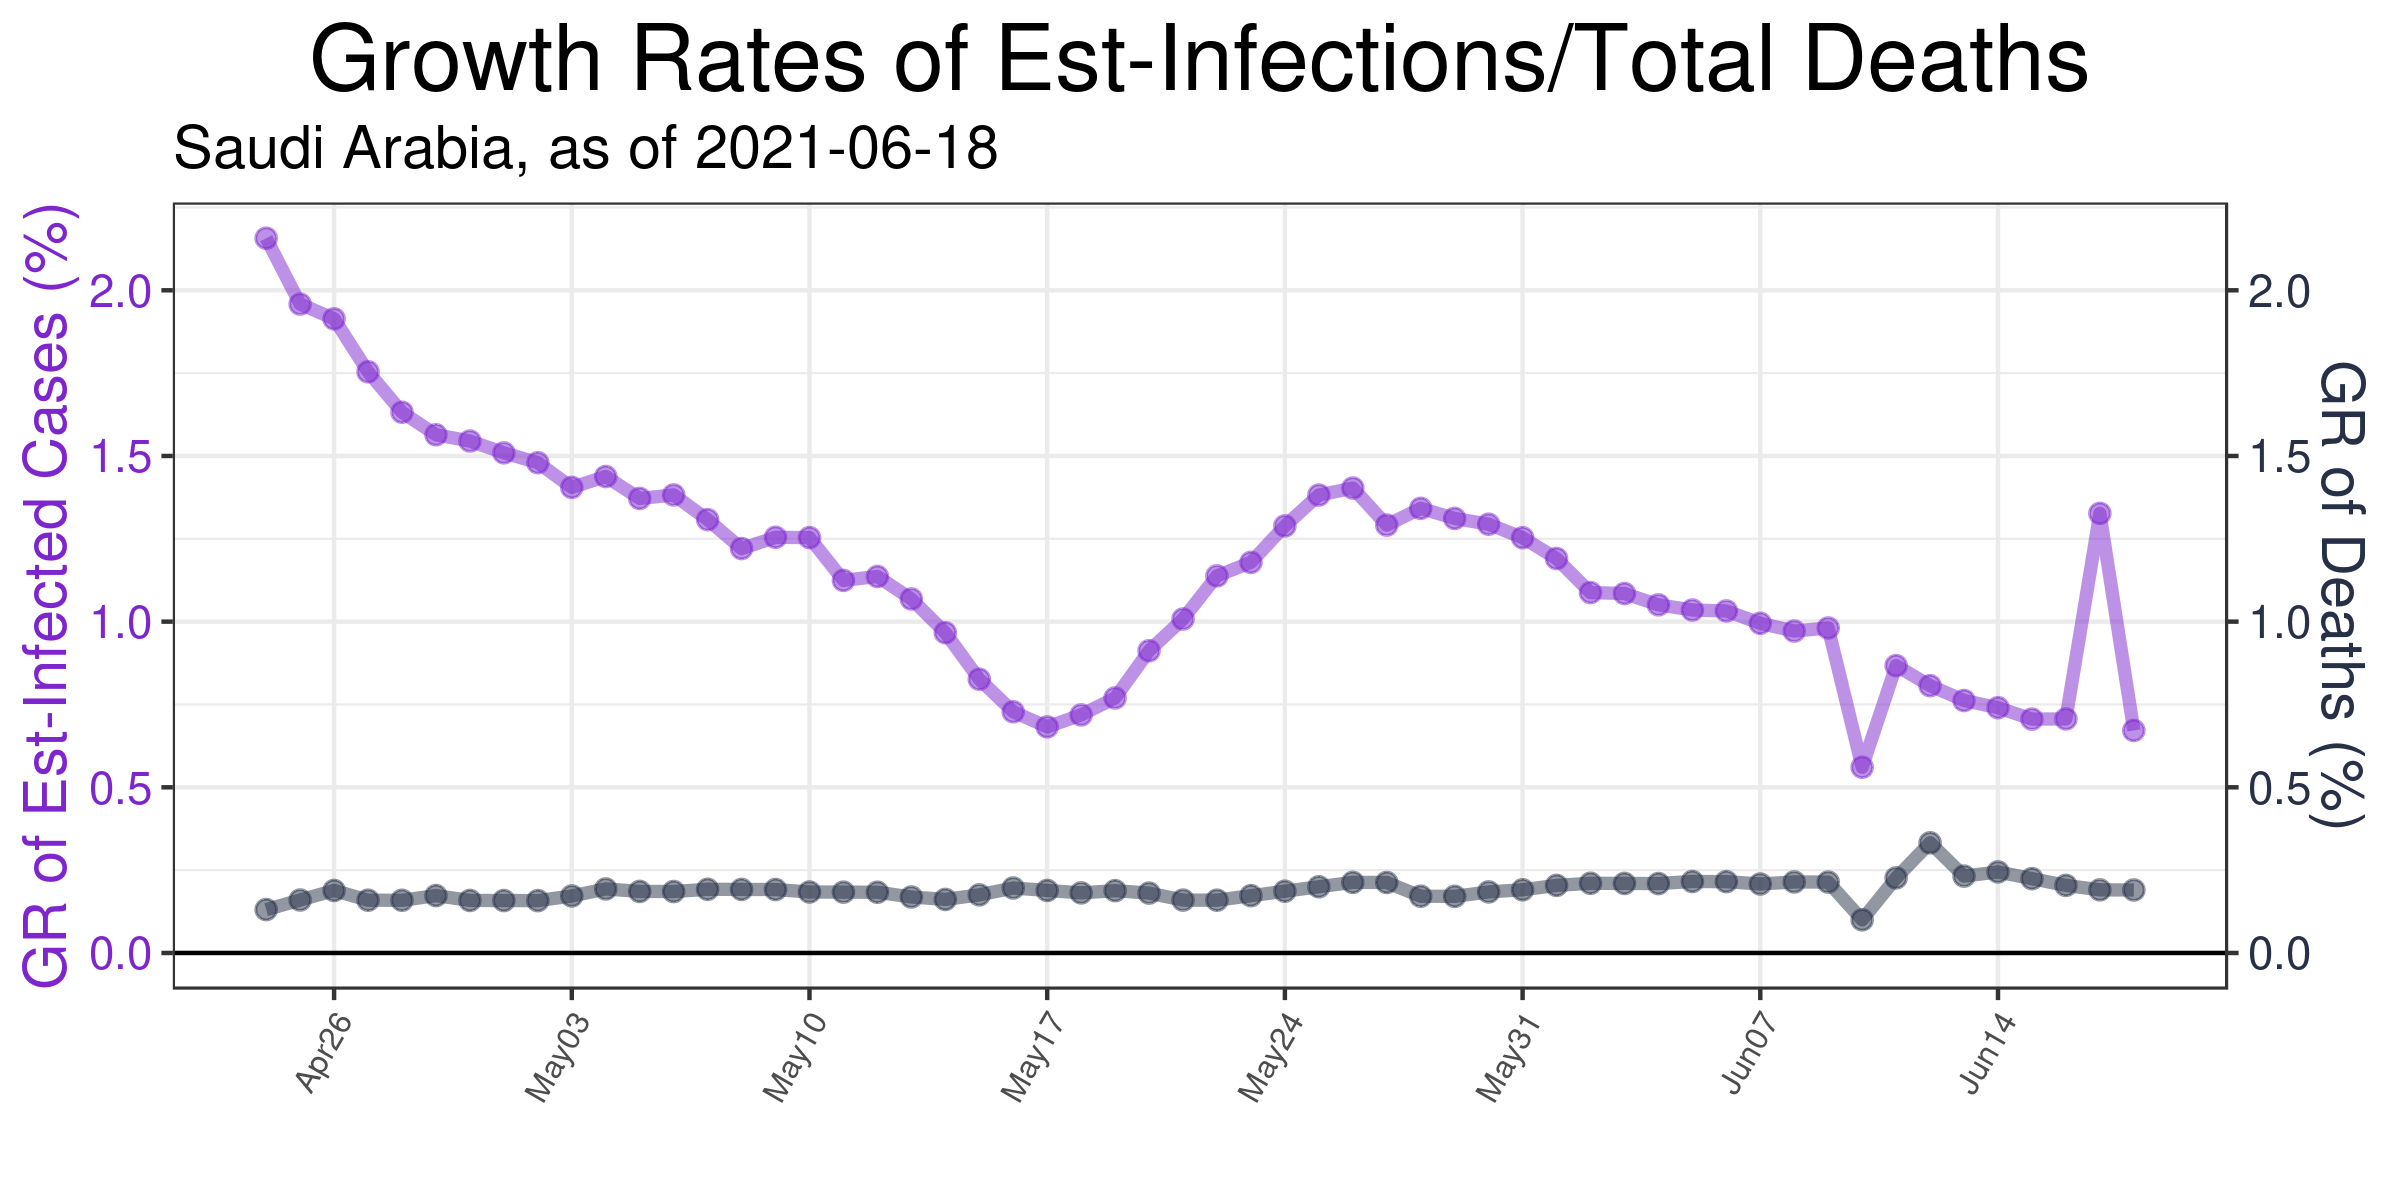 Growth Rates of Est-Infections/Total Deaths
Saudi Arabia, as of 2021-06-18
GR of Est-Infected Cases (%)
2.0
1.5
1.0
0.5
0.0
2.0
1.5
1.0
0.5
0.0
GR of Deaths (%)
Apr26
May03
May10
May17
May24
May31
Jun07
Jun14